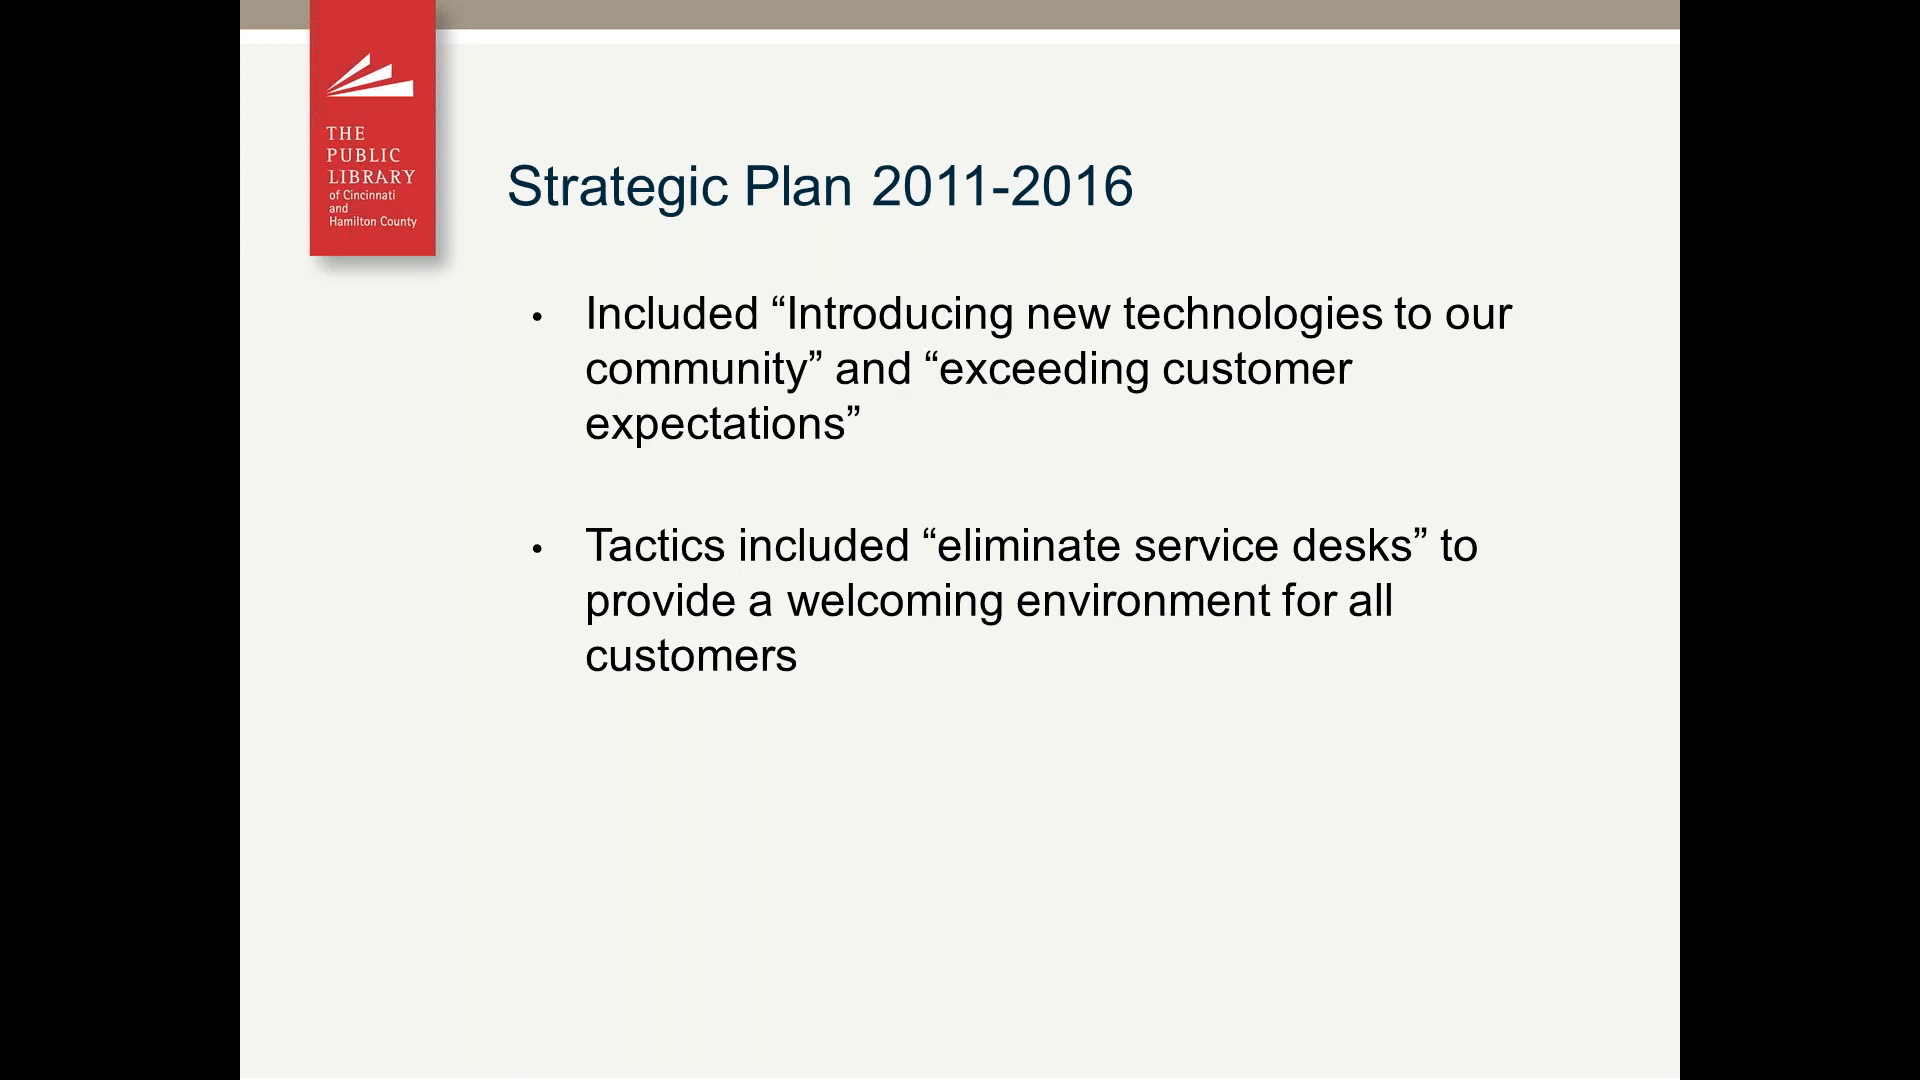 THE
PUBLIC
LIBRARY
of Cincinnati
and
Hamilton County
Strategic Plan 2011-2016
• Included “Introducing new technologies to our
community” and “exceeding customer
expectations”
• Tactics included “eliminate service desks” to
provide a welcoming environment for all
customers